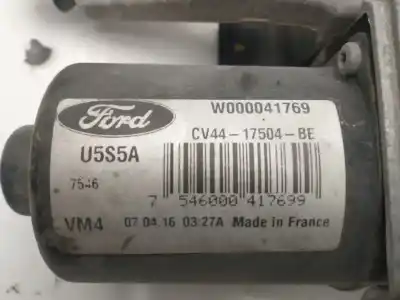 Ford
W000041769
CV44-17504-BE
U5S5A
7546
7 546000 417699
VM4 07.04.16 03:27A Made in France